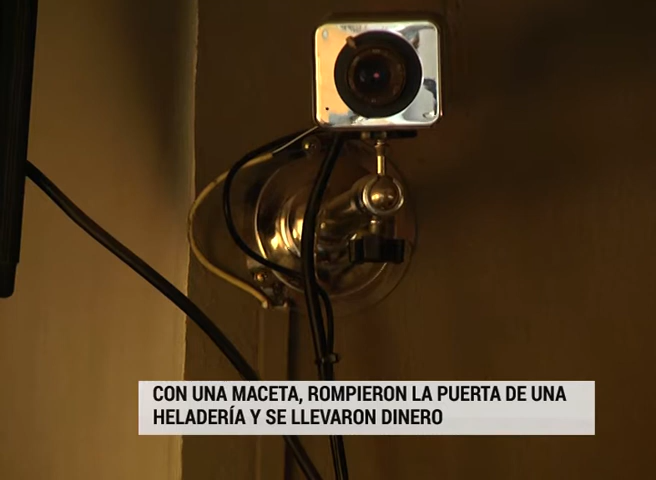 CON UNA MACETA, ROMPIERON LA PUERTA DE UNA
HELADERÍA Y SE LLEVARON DINERO